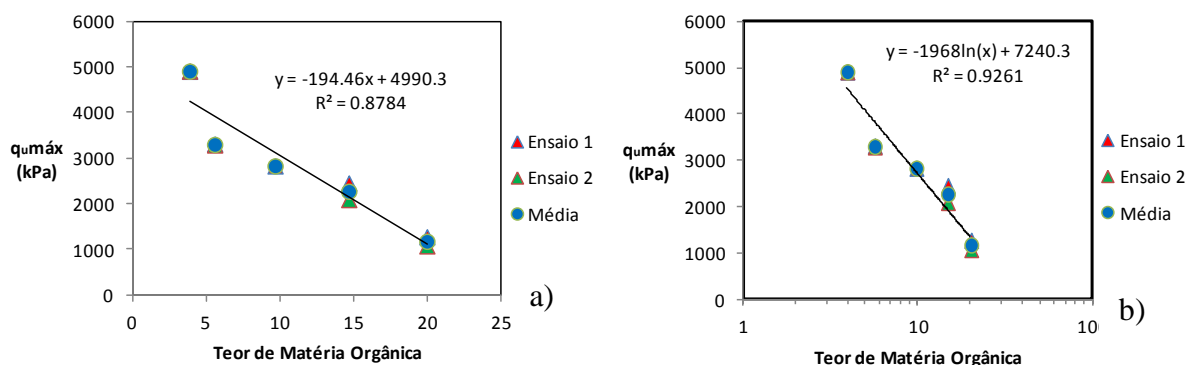 6000
5000
4000
3000
2000
1000
0
qᵤmáx
(kPa)
y = -194.46x + 4990.3
R² = 0.8784
0 5 10 15 20 25
Teor de Matéria Orgânica
Ensaio 1
Ensaio 2
Média
a)
6000
5000
4000
3000
2000
1000
0
qᵤmáx
(kPa)
y = -1968ln(x) + 7240.3
R² = 0.9261
1 10
Teor de Matéria Orgânica
Ensaio 1
Ensaio 2
Média
b)